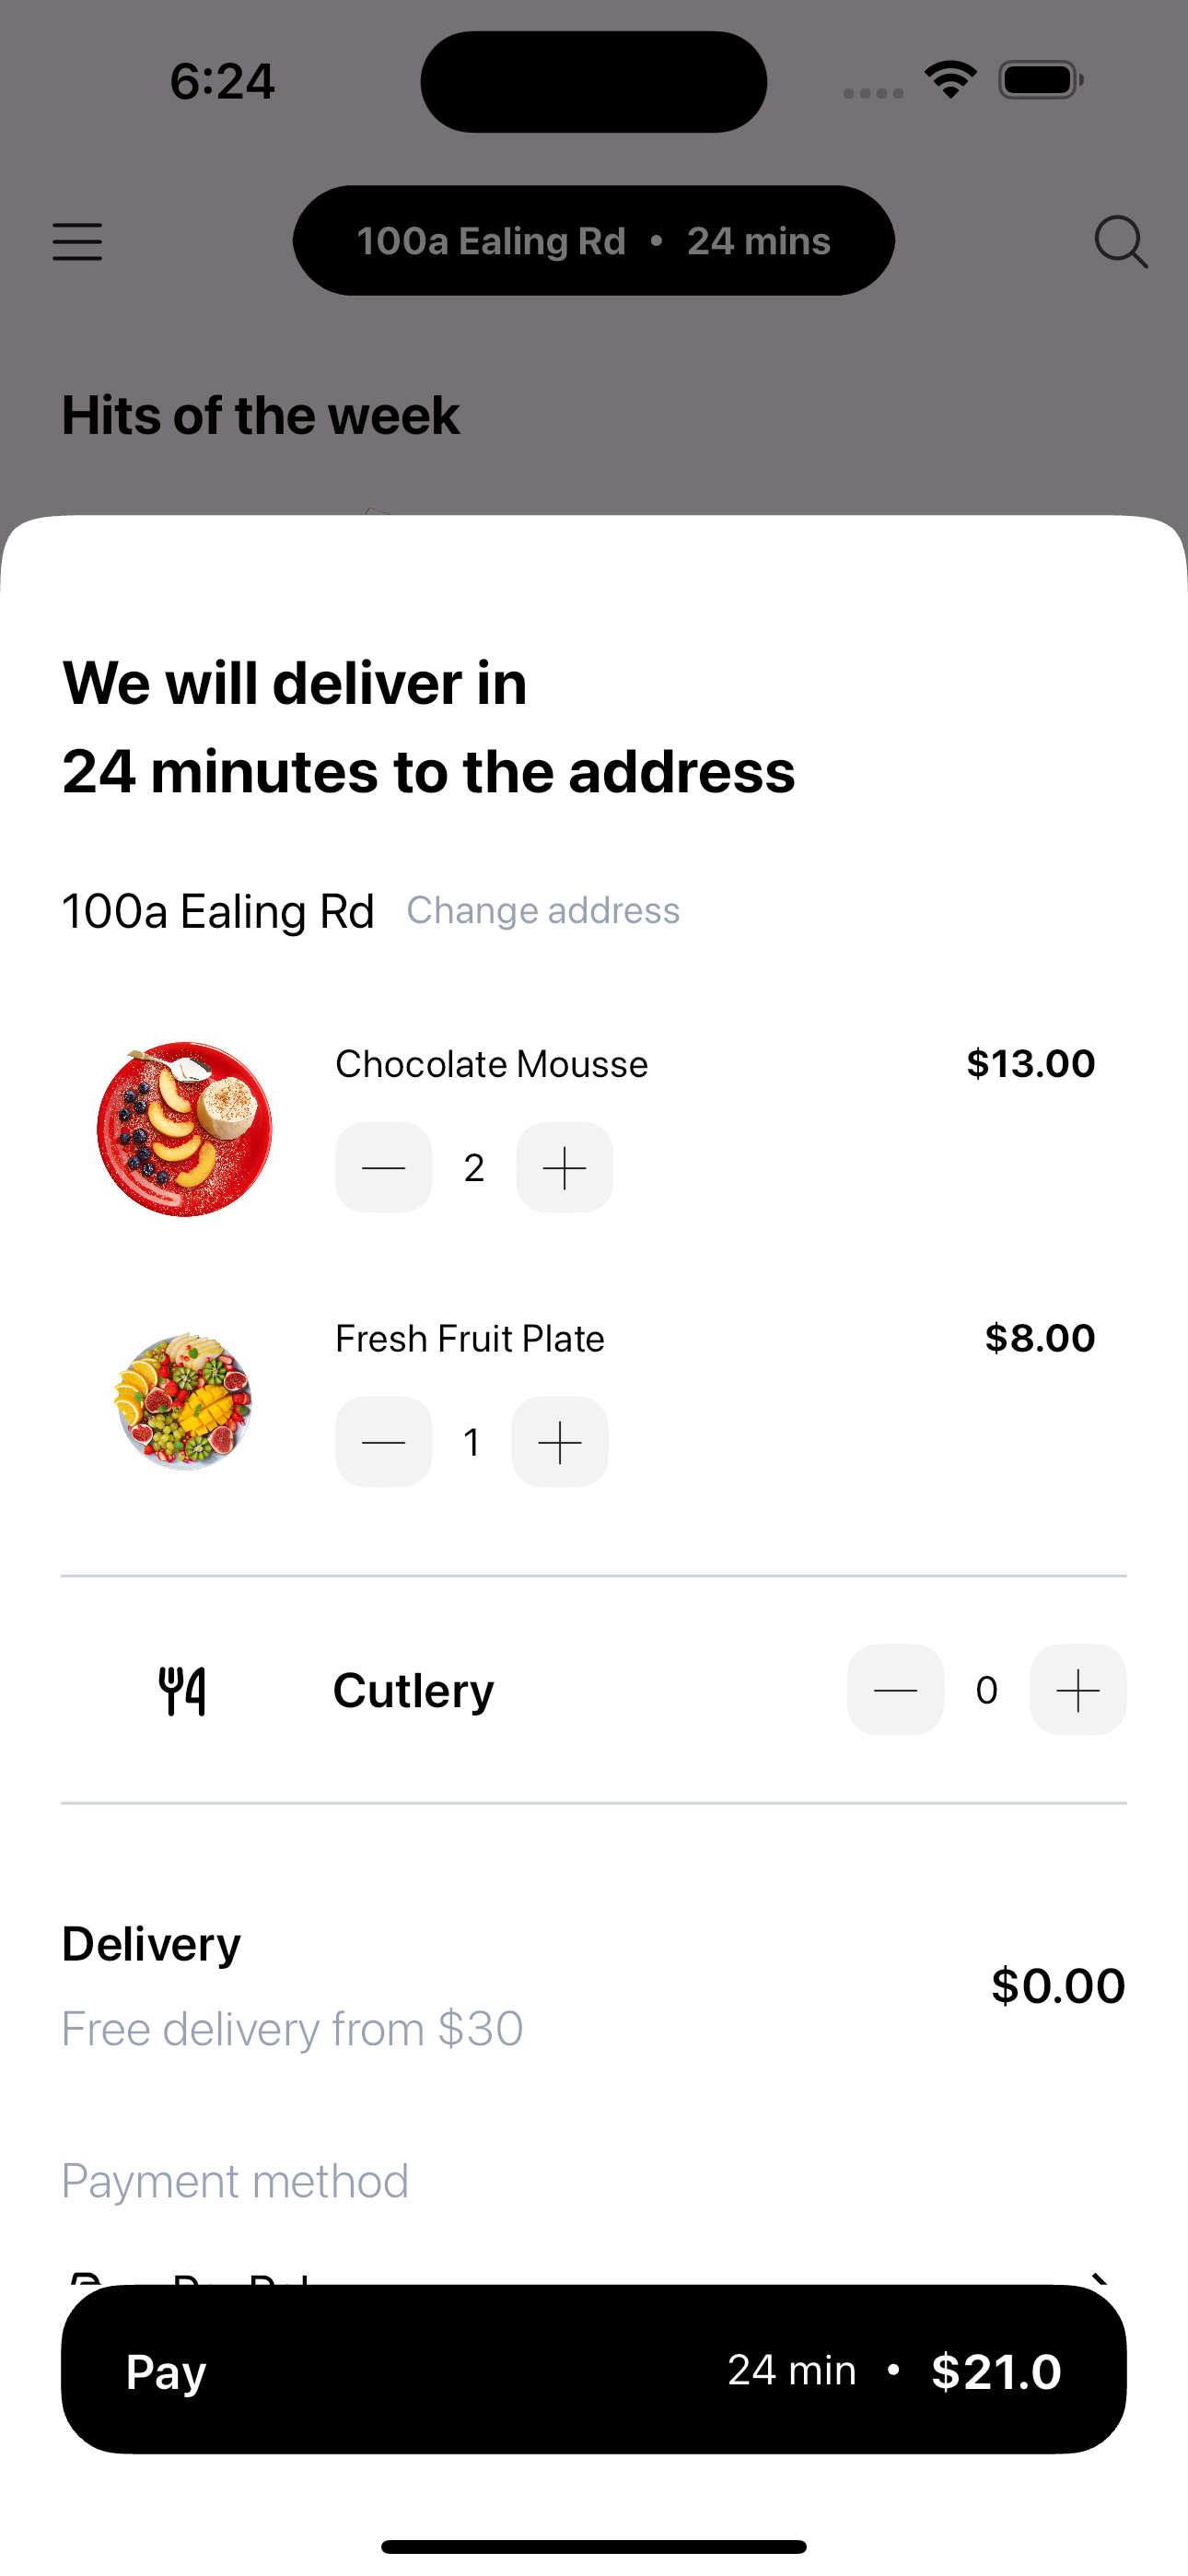 6:24
100a Ealing Rd • 24 mins
Hits of the week
We will deliver in
24 minutes to the address
100a Ealing Rd Change address
Chocolate Mousse $13.00
2
Fresh Fruit Plate $8.00
1
Cutlery 0
Delivery
$0.00
Free delivery from $30
Payment method
Pay 24 min • $21.0